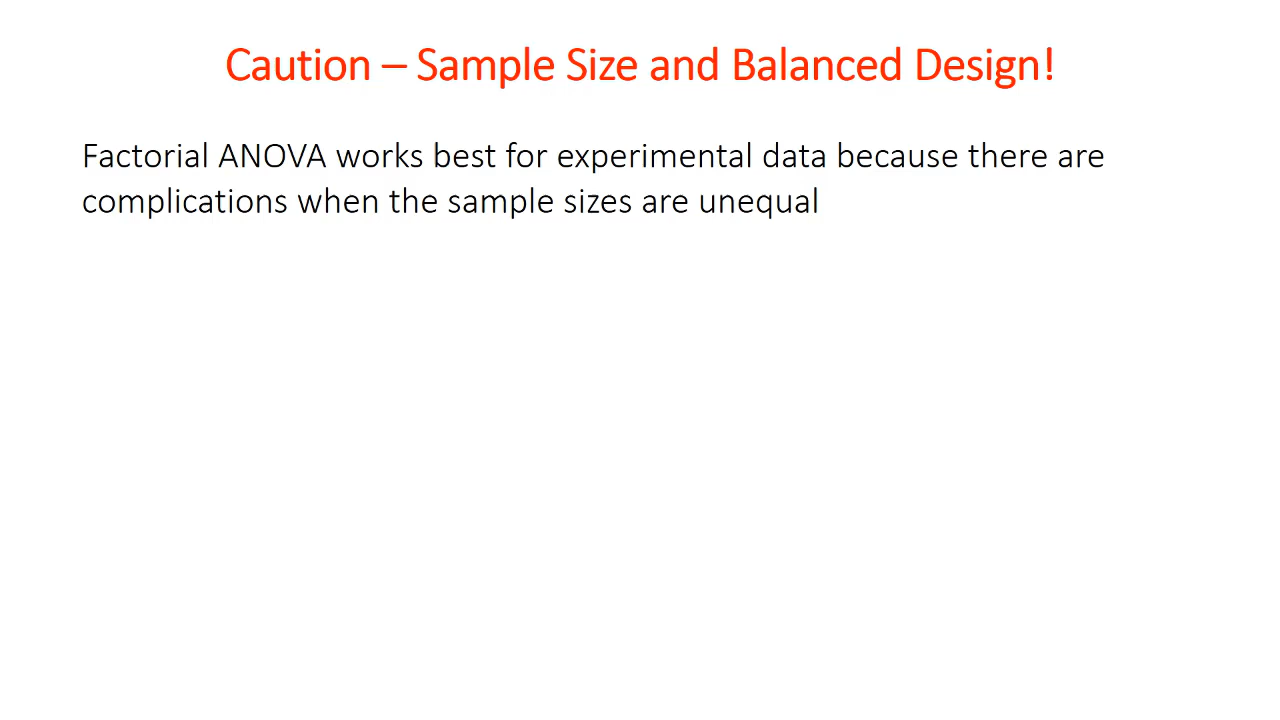 Caution – Sample Size and Balanced Design!
Factorial ANOVA works best for experimental data because there are
complications when the sample sizes are unequal